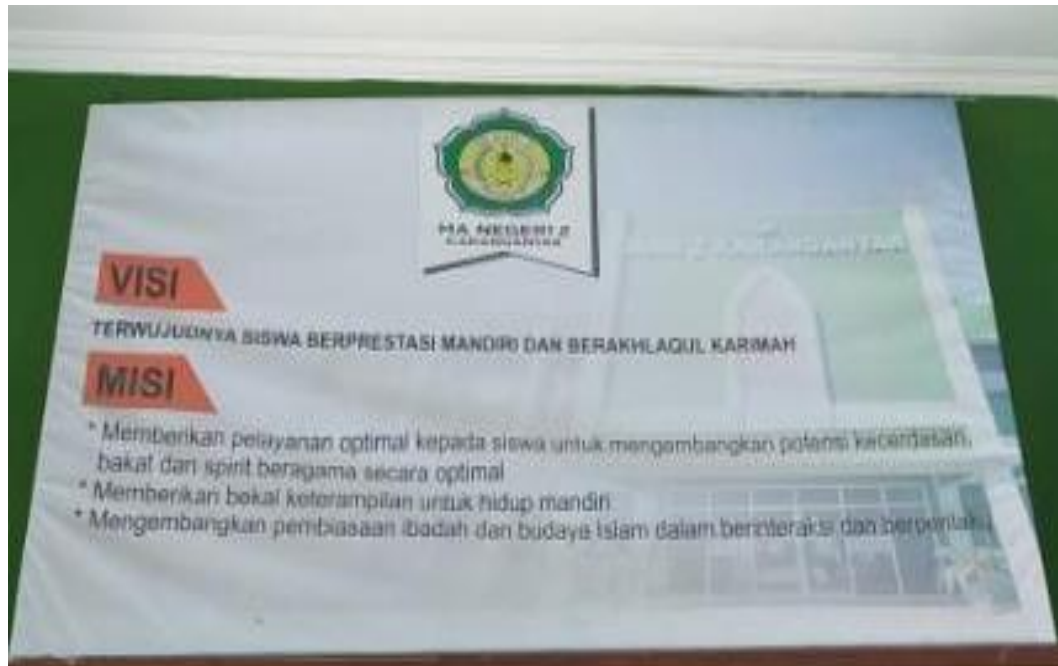 MA NEGERI 2
KARANGANYAR
VISI
TERWUJUDNYA SISWA BERPRESTASI MANDIRI DAN BERAKHLAQUL KARIMAH
MISI
* Memberikan pelayanan optimal kepada siswa untuk mengembangkan potensi kecerdasan,
bakat dan spirit beragama secara optimal
* Memberikan bekal keterampilan untuk hidup mandiri
* Mengembangkan pembiasaan ibadah dan budaya Islam dalam berinteraksi dan berperilaku